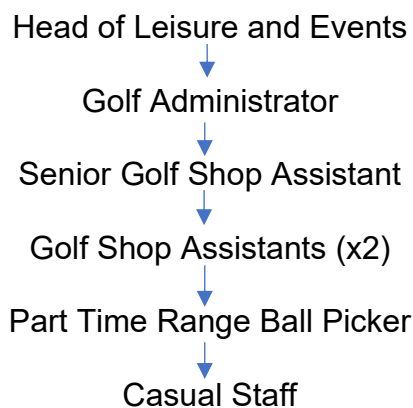 Head of Leisure and Events
Golf Administrator
Senior Golf Shop Assistant
Golf Shop Assistants (x2)
Part Time Range Ball Picker
Casual Staff